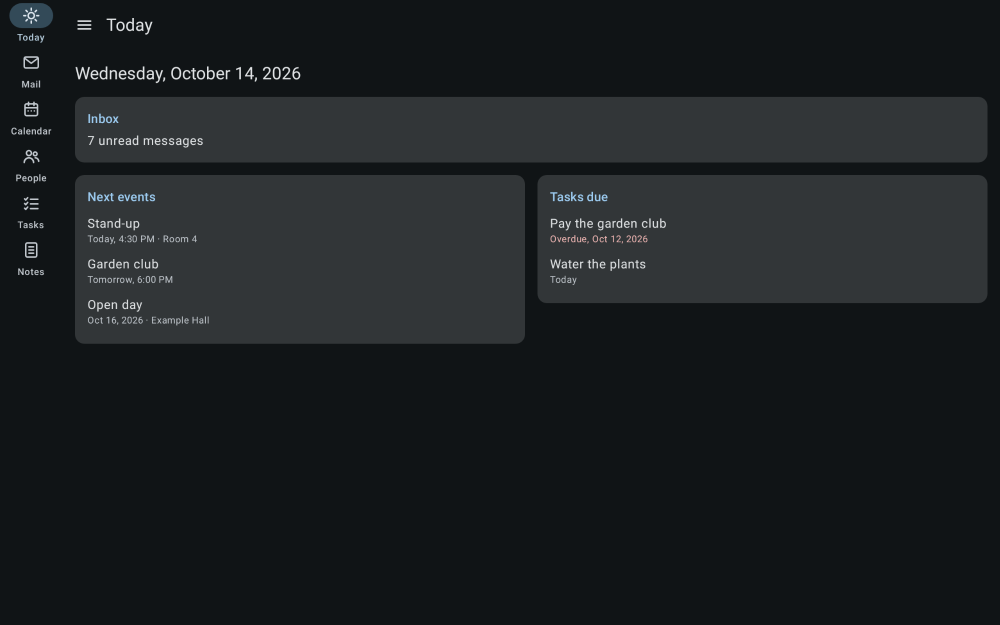 Today
Mail
Calendar
People
Tasks
Notes
Today
Wednesday, October 14, 2026
Inbox
7 unread messages
Next events
Stand-up
Today, 4:30 PM · Room 4
Garden club
Tomorrow, 6:00 PM
Open day
Oct 16, 2026 · Example Hall
Tasks due
Pay the garden club
Overdue, Oct 12, 2026
Water the plants
Today